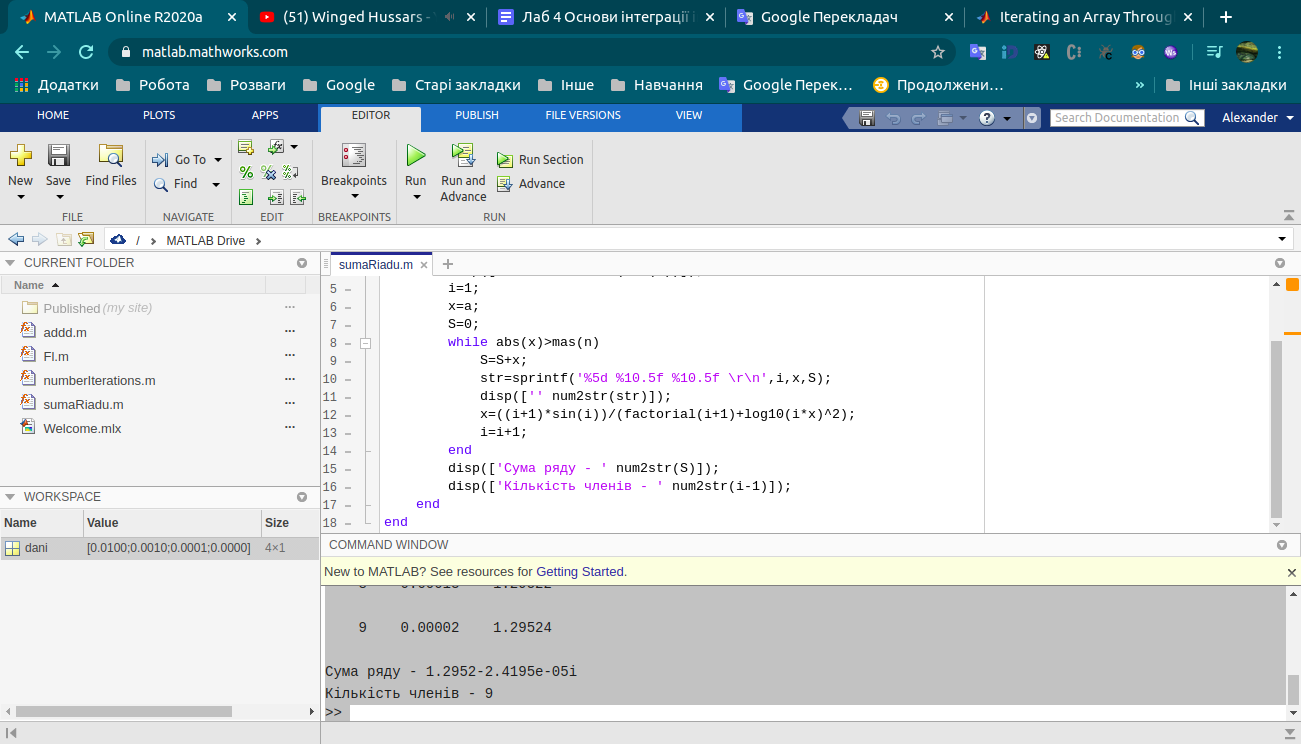 MATLAB Online R2020a
(51) Winged Hussars -
Лаб 4 Основи інтеграції
Google Перекладач
Iterating an Array Throug
matlab.mathworks.com
Додатки
Робота
Розваги
Google
Старі закладки
Інше
Навчання
Google Перек…
Продолжени…
»
Інші закладки
HOME
PLOTS
APPS
EDITOR
PUBLISH
FILE VERSIONS
VIEW
Search Documentation
Alexander
New
Save
Find Files
Go To
Find
Breakpoints
Run
Run and Advance
Run Section
Advance
FILE
NAVIGATE
EDIT
BREAKPOINTS
RUN
/ › MATLAB Drive ›
CURRENT FOLDER
Name
Published (my site)
addd.m
Fl.m
numberIterations.m
sumaRiadu.m
Welcome.mlx
WORKSPACE
Name Value Size
dani [0.0100;0.0010;0.0001;0.0000] 4×1
sumaRiadu.m
5 – i=1;
6 – x=a;
7 – S=0;
8 – while abs(x)>mas(n)
9 – S=S+x;
10 – str=sprintf('%5d %10.5f %10.5f \r\n',i,x,S);
11 – disp(['' num2str(str)]);
12 – x=((i+1)*sin(i))/(factorial(i+1)+log10(i*x)^2);
13 – i=i+1;
14 – end
15 – disp(['Сума ряду - ' num2str(S)]);
16 – disp(['Кількість членів - ' num2str(i-1)]);
17 – end
18 – end
COMMAND WINDOW
New to MATLAB? See resources for Getting Started.
9 0.00002 1.29524
Сума ряду - 1.2952-2.4195e-05i
Кількість членів - 9
>>